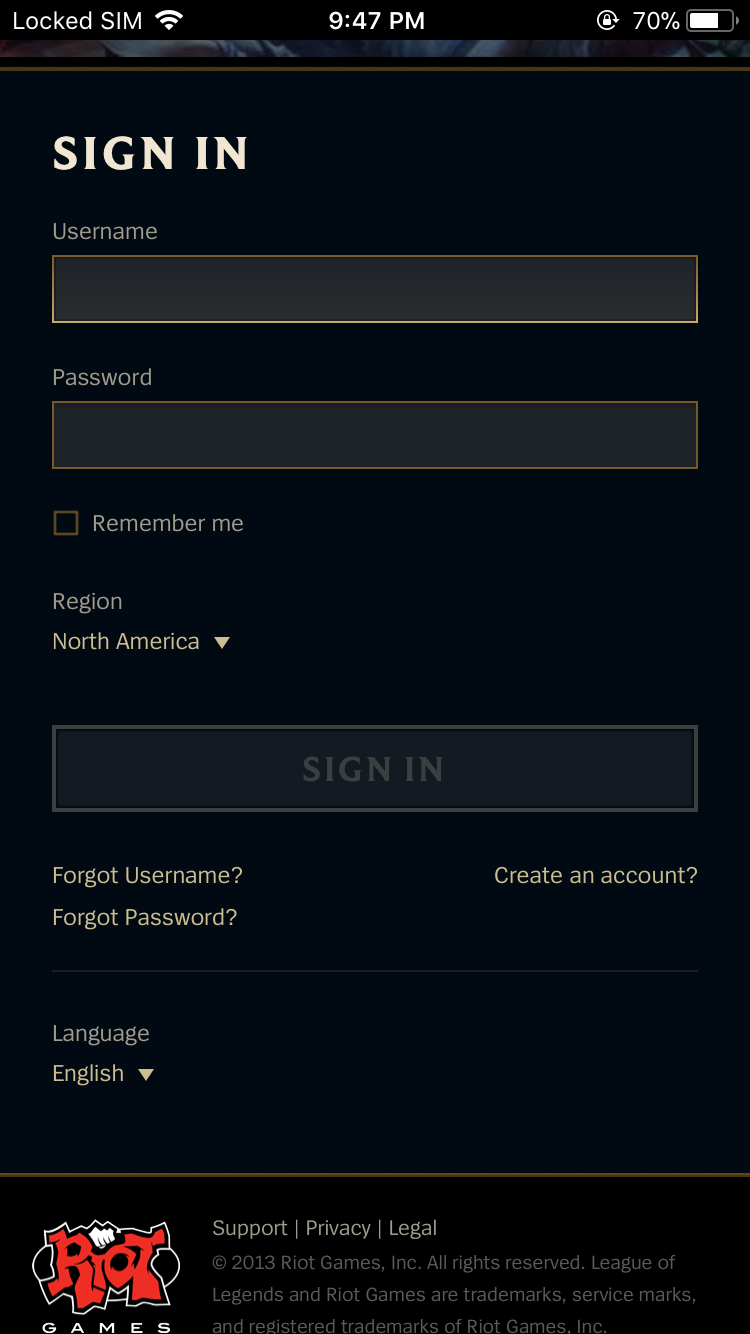 Locked SIM 9:47 PM 70%
SIGN IN
Username
Password
Remember me
Region
North America
SIGN IN
Forgot Username? Create an account?
Forgot Password?
Language
English
Support | Privacy | Legal
© 2013 Riot Games, Inc. All rights reserved. League of
Legends and Riot Games are trademarks, service marks,
and registered trademarks of Riot Games, Inc.
RIOT
GAMES